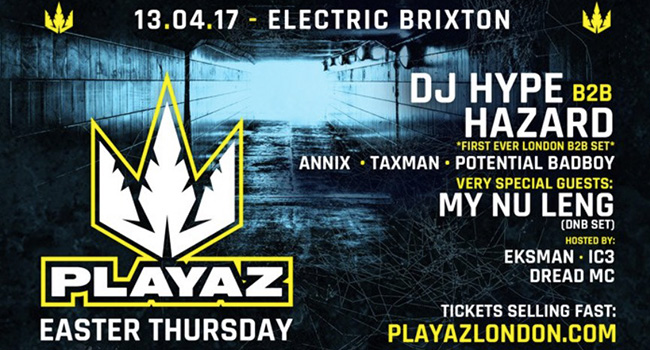 13.04.17 - ELECTRIC BRIXTON
DJ HYPE B2B
HAZARD
*FIRST EVER LONDON B2B SET*
ANNIX • TAXMAN • POTENTIAL BADBOY
VERY SPECIAL GUESTS:
MY NU LENG
(DNB SET)
HOSTED BY:
EKSMAN • IC3
DREAD MC
TICKETS SELLING FAST:
PLAYAZLONDON.COM
PLAYAZ
EASTER THURSDAY